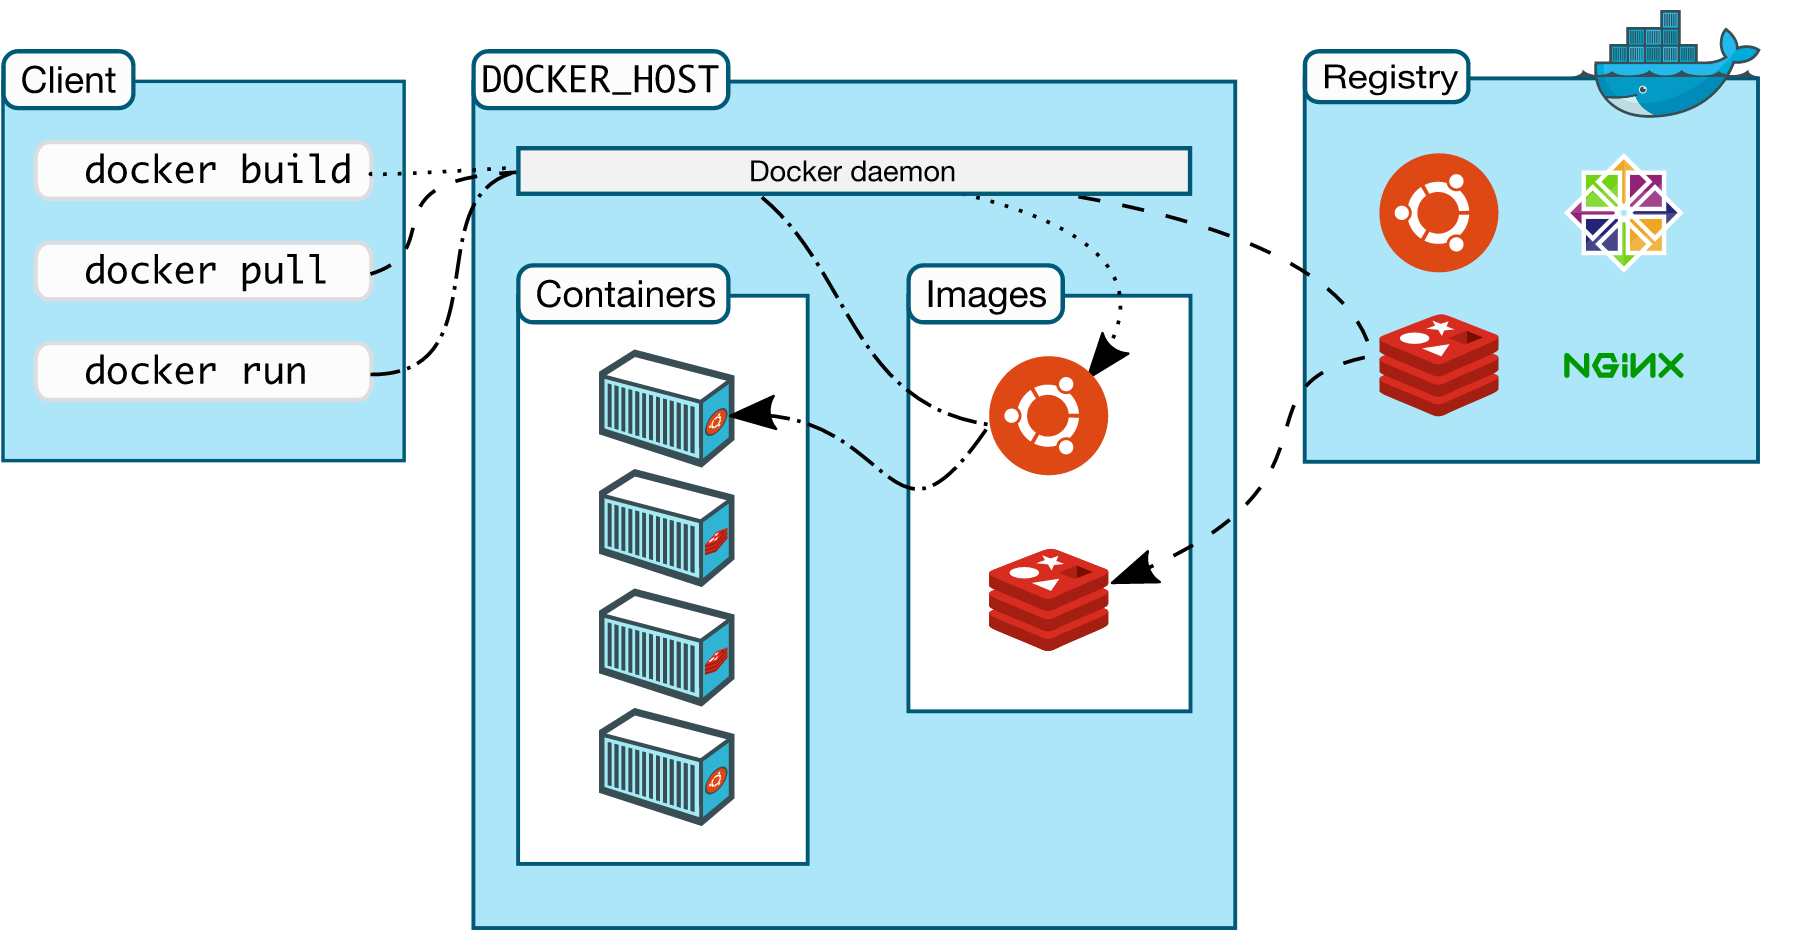 Client
docker build
docker pull
docker run
DOCKER_HOST
Docker daemon
Containers
Images
Registry
NGINX